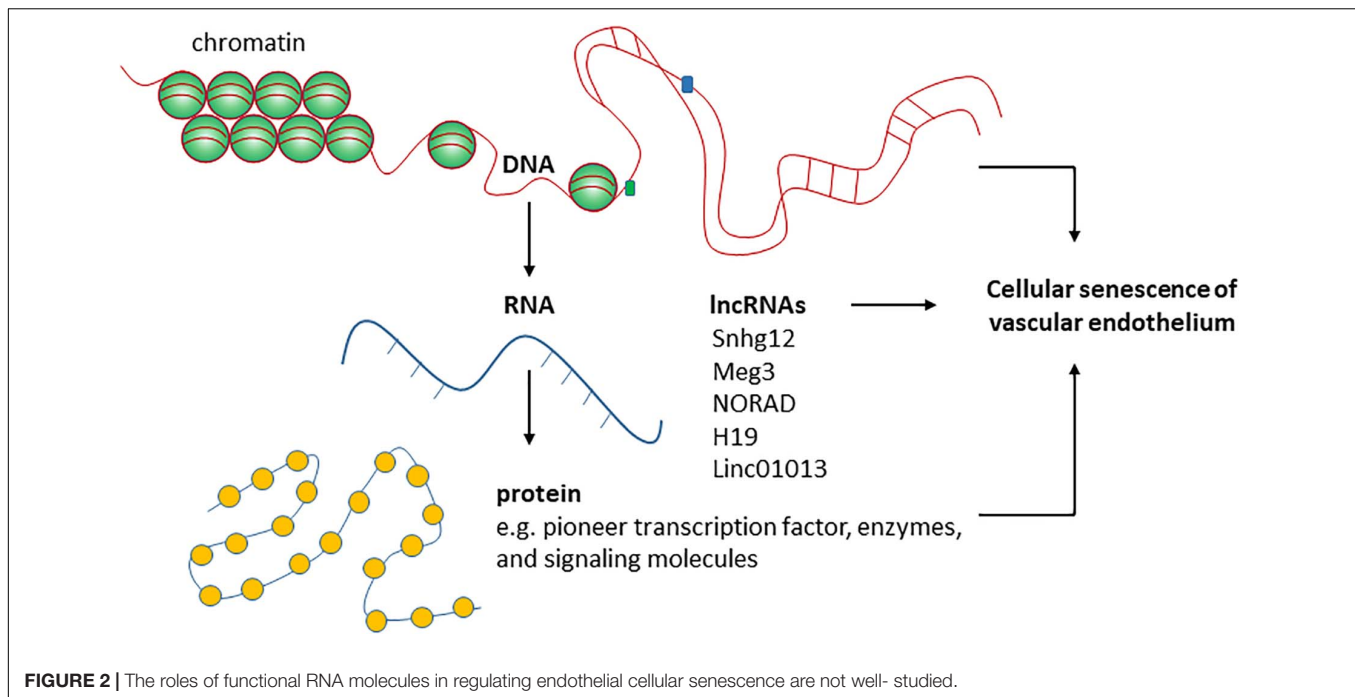 chromatin
DNA
RNA
lncRNAs
Snhg12
Meg3
NORAD
H19
Linc01013
Cellular senescence of
vascular endothelium
protein
e.g. pioneer transcription factor, enzymes,
and signaling molecules
FIGURE 2 | The roles of functional RNA molecules in regulating endothelial cellular senescence are not well- studied.